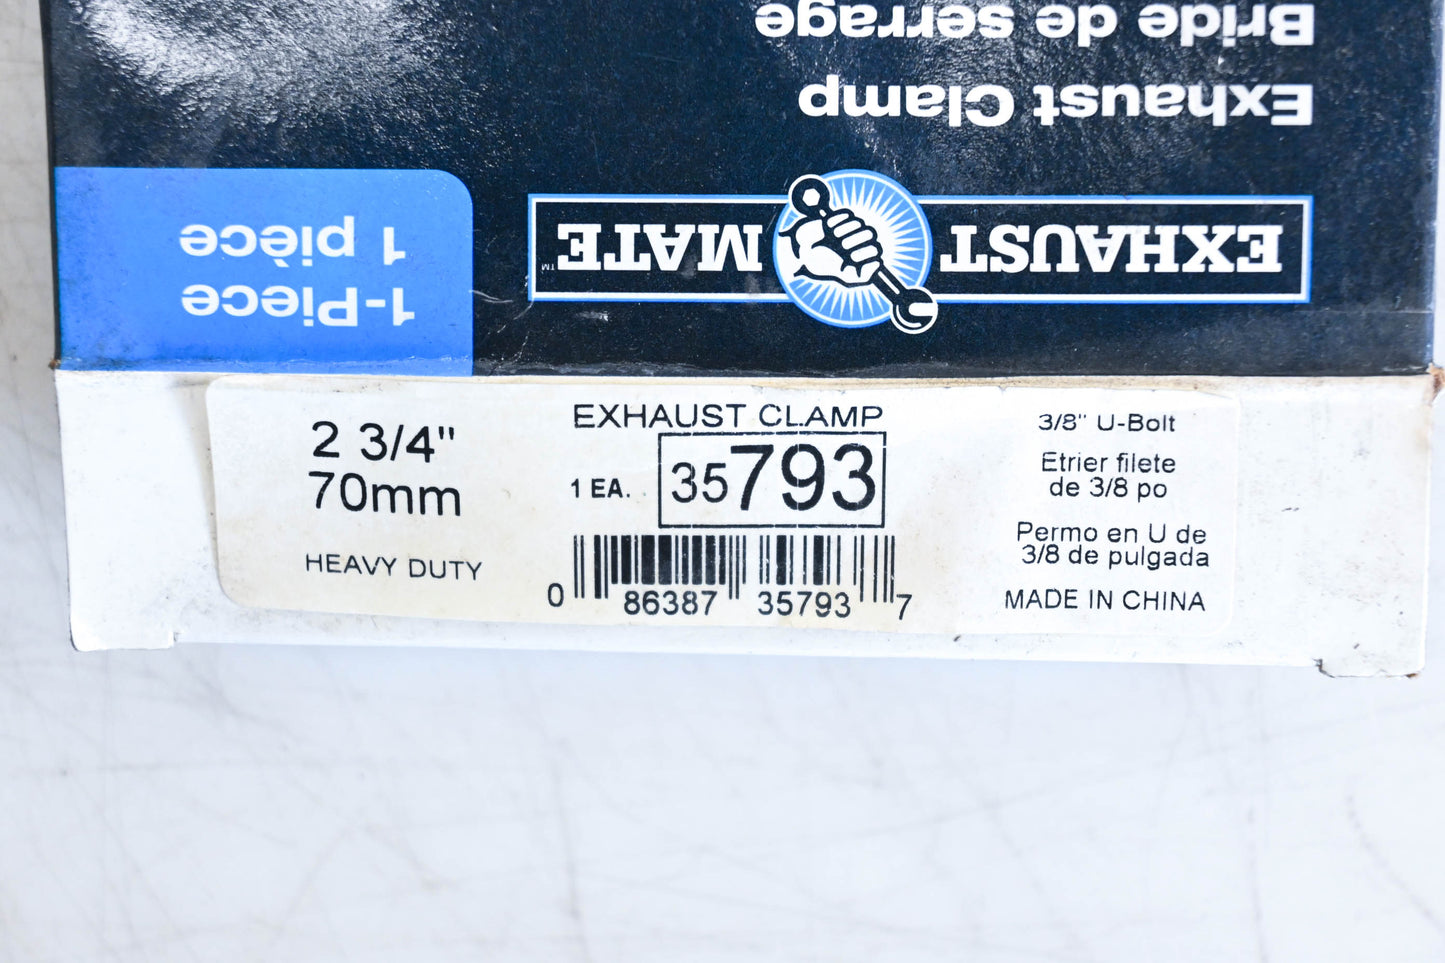 Bride de serrage
Exhaust Clamp
EXHAUST MATE™
1 pièce
1-Piece
2 3/4"
70mm
HEAVY DUTY
EXHAUST CLAMP
1 EA. 35793
0 86387 35793 7
3/8" U-Bolt
Etrier filete
de 3/8 po
Permo en U de
3/8 de pulgada
MADE IN CHINA